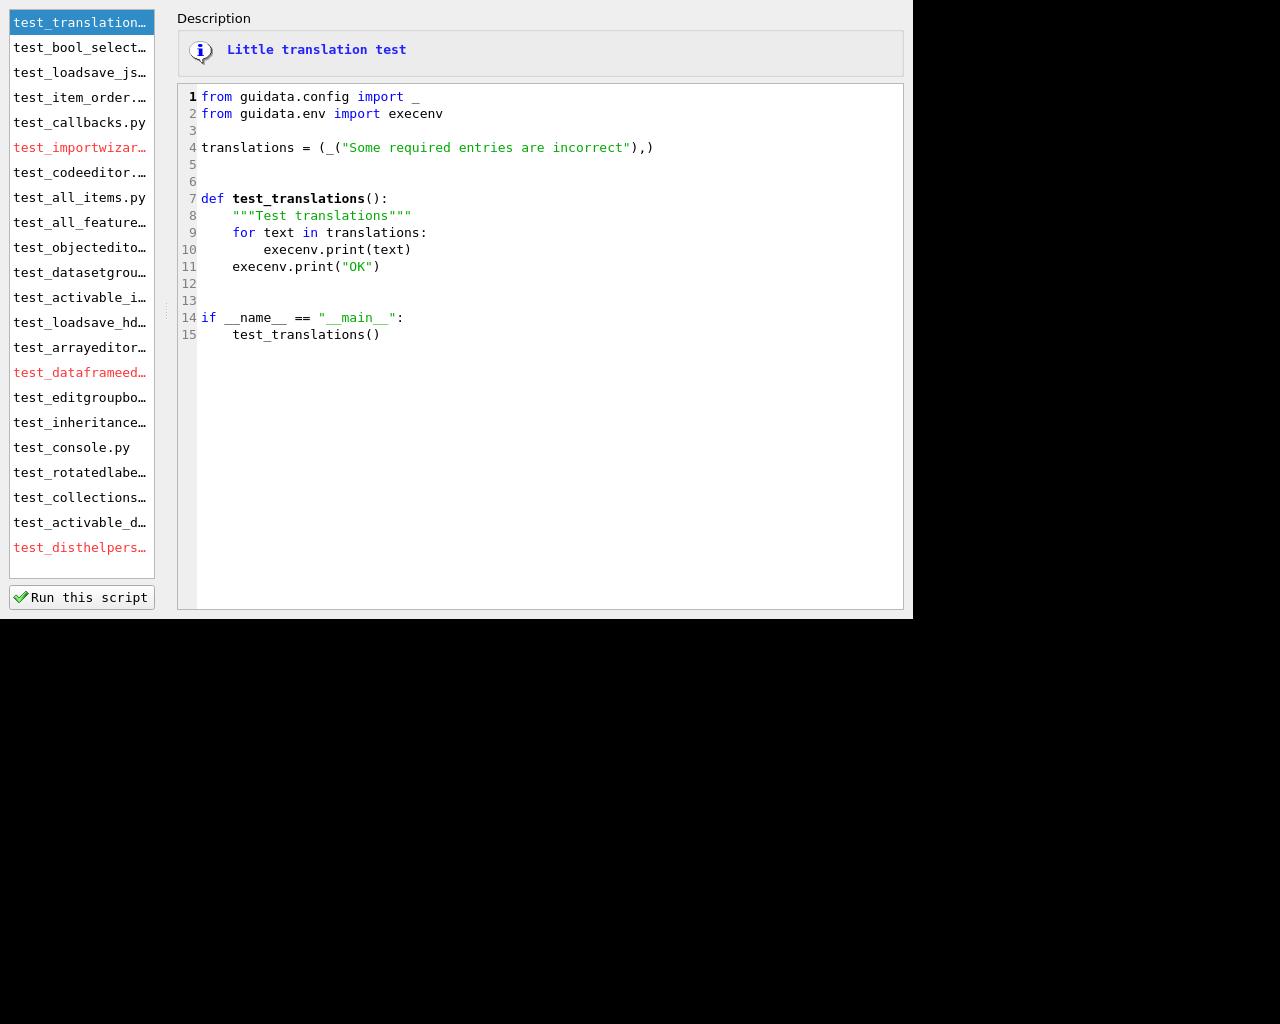 test_translation…
test_bool_select…
test_loadsave_js…
test_item_order.…
test_callbacks.py
test_importwizar…
test_codeeditor.…
test_all_items.py
test_all_feature…
test_objectedito…
test_datasetgrou…
test_activable_i…
test_loadsave_hd…
test_arrayeditor…
test_dataframeed…
test_editgroupbo…
test_inheritance…
test_console.py
test_rotatedlabe…
test_collections…
test_activable_d…
test_disthelpers…
Run this script
Description
Little translation test
1 from guidata.config import _
2 from guidata.env import execenv
3
4 translations = (_("Some required entries are incorrect"),)
5
6
7 def test_translations():
8     """Test translations"""
9     for text in translations:
10         execenv.print(text)
11     execenv.print("OK")
12
13
14 if __name__ == "__main__":
15     test_translations()